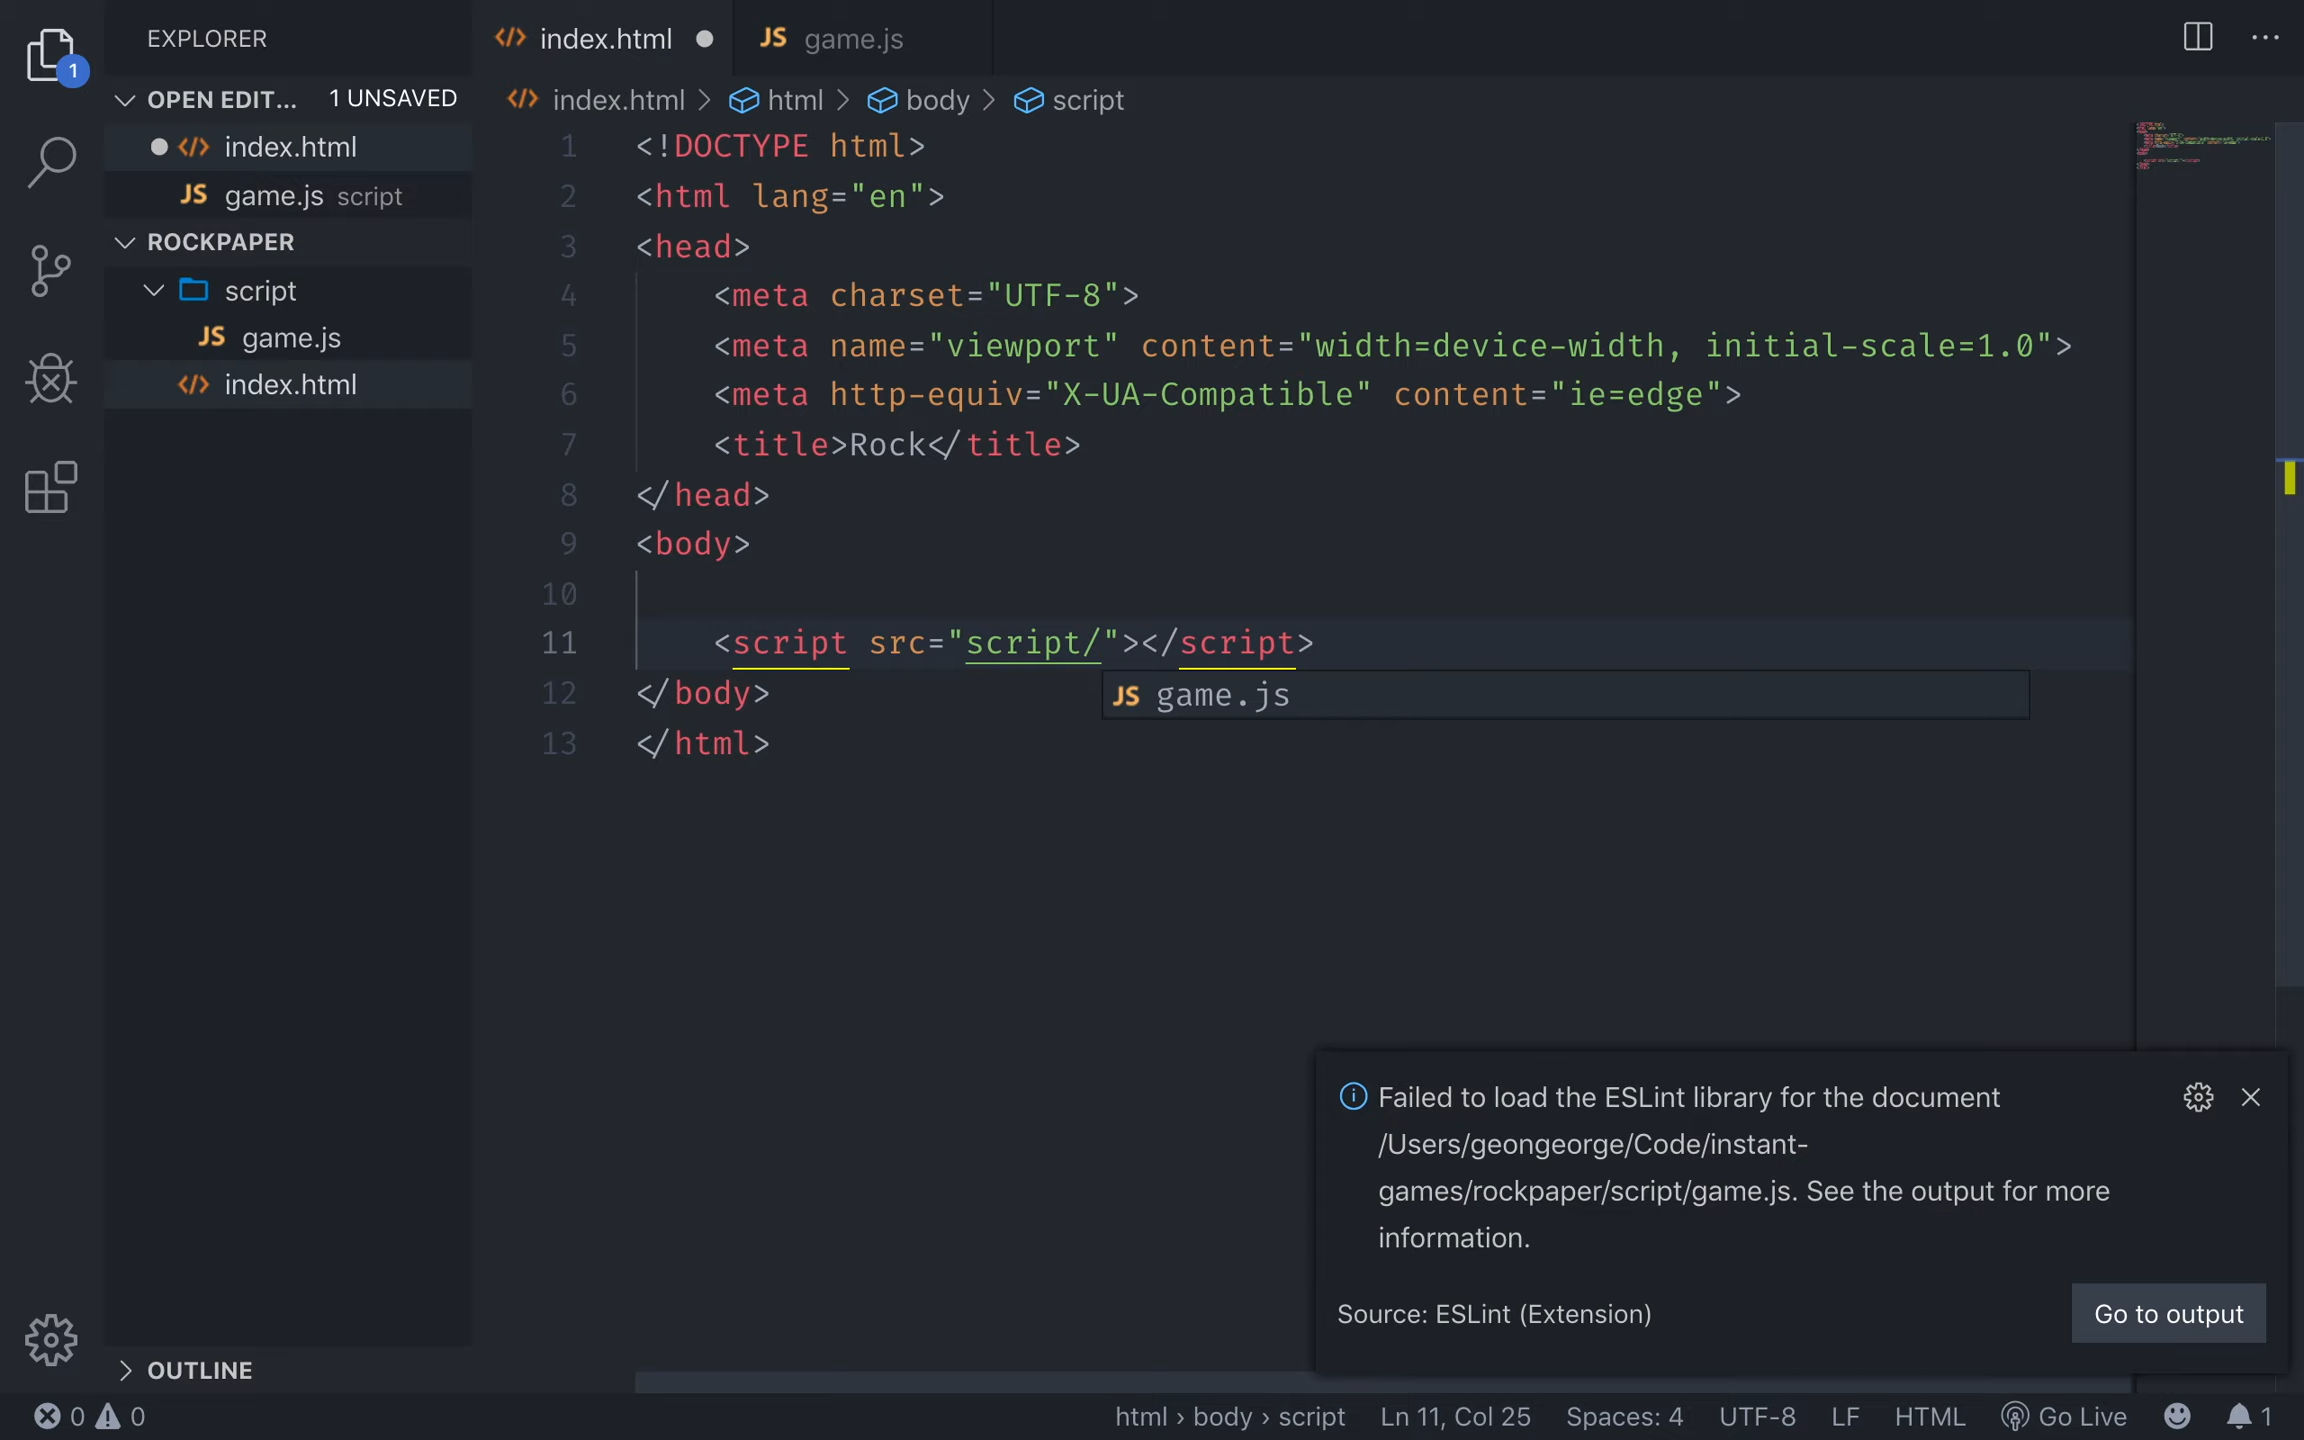 EXPLORER
index.html
JS game.js
1
OPEN EDIT... 1 UNSAVED
index.html
JS game.js script
ROCKPAPER
script
JS game.js
index.html
index.html > html > body > script
1 <!DOCTYPE html>
2 <html lang="en">
3 <head>
4 <meta charset="UTF-8">
5 <meta name="viewport" content="width=device-width, initial-scale=1.0">
6 <meta http-equiv="X-UA-Compatible" content="ie=edge">
7 <title>Rock</title>
8 </head>
9 <body>
10
11 <script src="script/"></script>
12 </body>
JS game.js
13 </html>
Failed to load the ESLint library for the document
/Users/geongeorge/Code/instant-
games/rockpaper/script/game.js. See the output for more
information.
Source: ESLint (Extension)
Go to output
OUTLINE
0 0
html › body › script Ln 11, Col 25 Spaces: 4 UTF-8 LF HTML Go Live 1